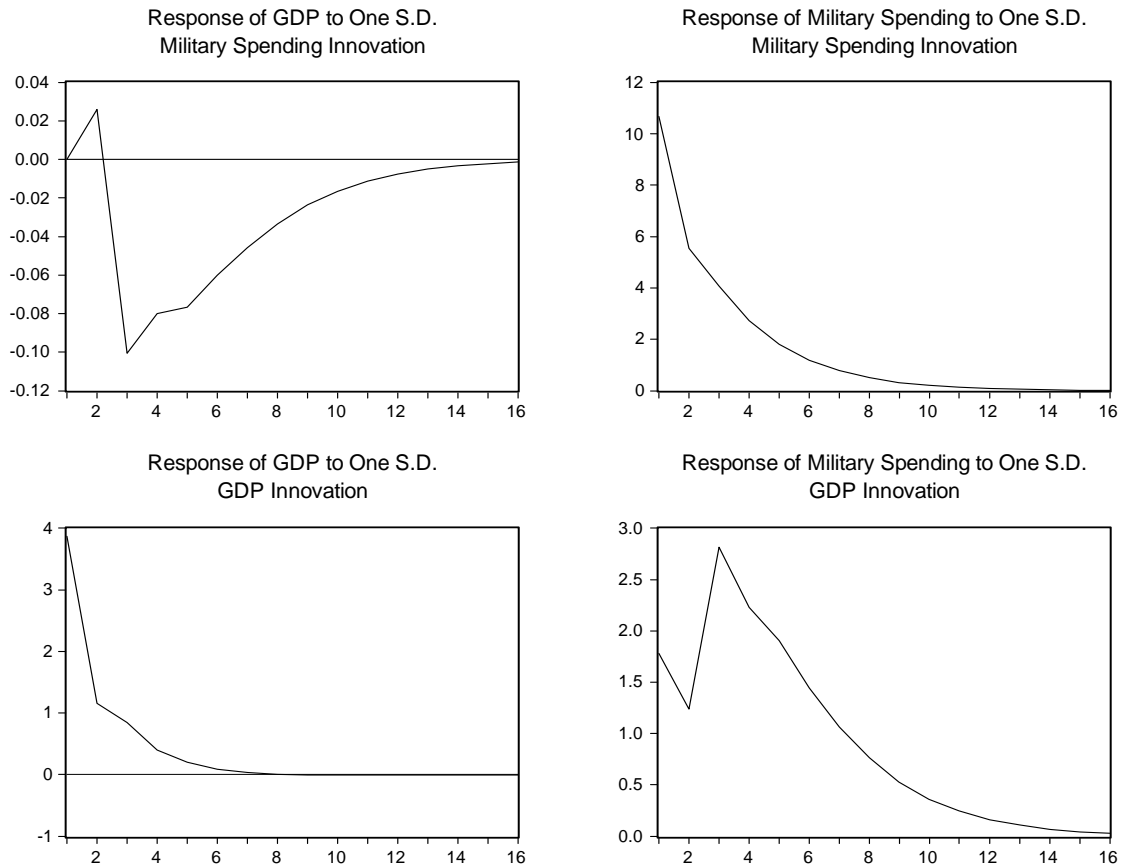 Response of GDP to One S.D.
Military Spending Innovation
0.04
0.02
0.00
-0.02
-0.04
-0.06
-0.08
-0.10
-0.12
2 4 6 8 10 12 14 16
Response of Military Spending to One S.D.
Military Spending Innovation
12
10
8
6
4
2
0
2 4 6 8 10 12 14 16
Response of GDP to One S.D.
GDP Innovation
4
3
2
1
0
-1
2 4 6 8 10 12 14 16
Response of Military Spending to One S.D.
GDP Innovation
3.0
2.5
2.0
1.5
1.0
0.5
0.0
2 4 6 8 10 12 14 16